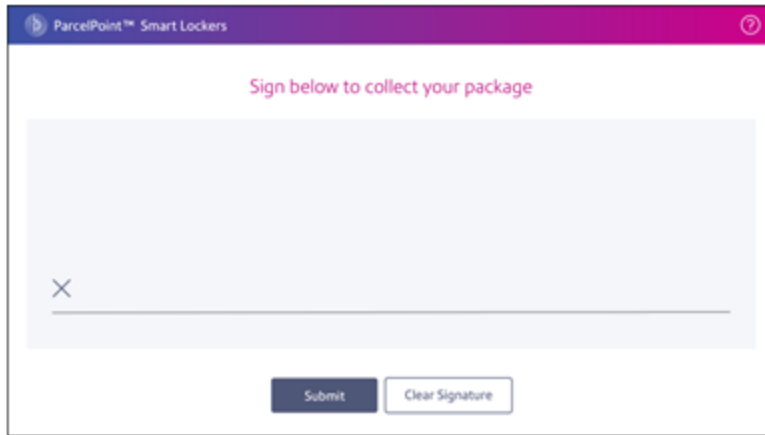 ParcelPoint™ Smart Lockers
Sign below to collect your package
Submit
Clear Signature